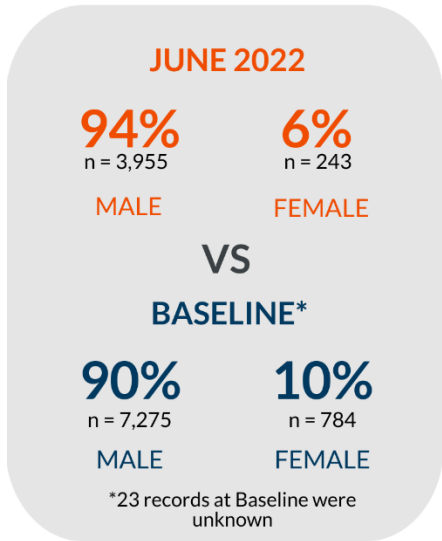 JUNE 2022
94% 6%
n = 3,955 n = 243
MALE FEMALE
VS
BASELINE*
90% 10%
n = 7,275 n = 784
MALE FEMALE
*23 records at Baseline were
unknown